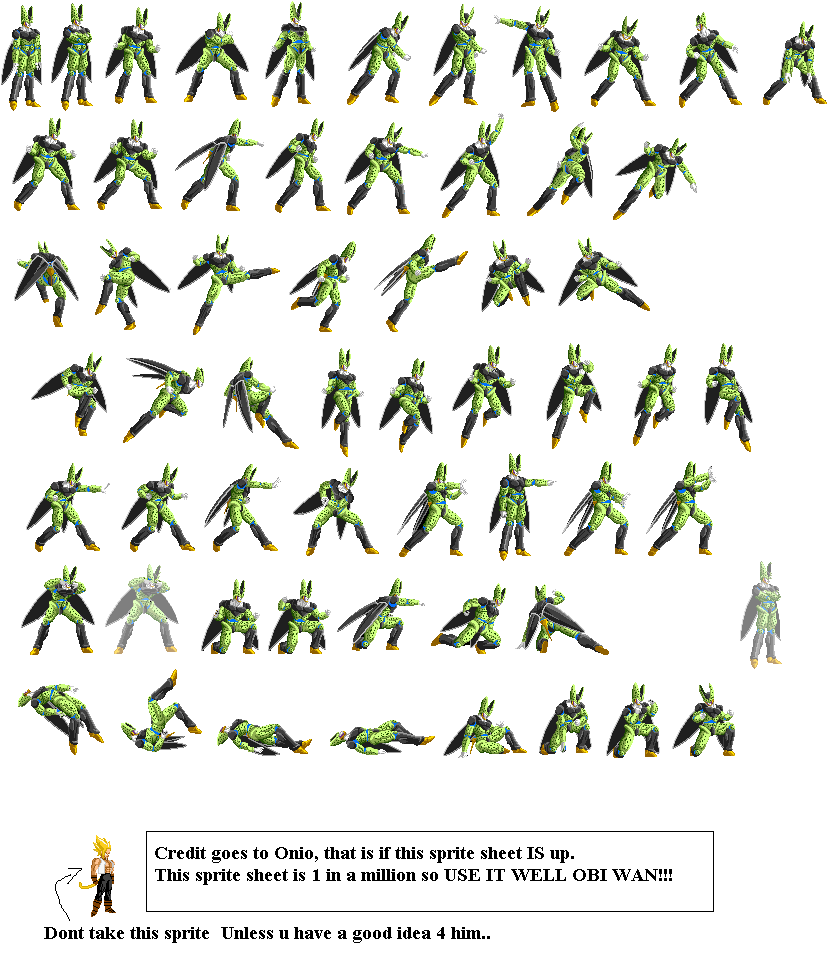 Credit goes to Onio, that is if this sprite sheet IS up.
This sprite sheet is 1 in a million so USE IT WELL OBI WAN!!!
Dont take this sprite  Unless u have a good idea 4 him..